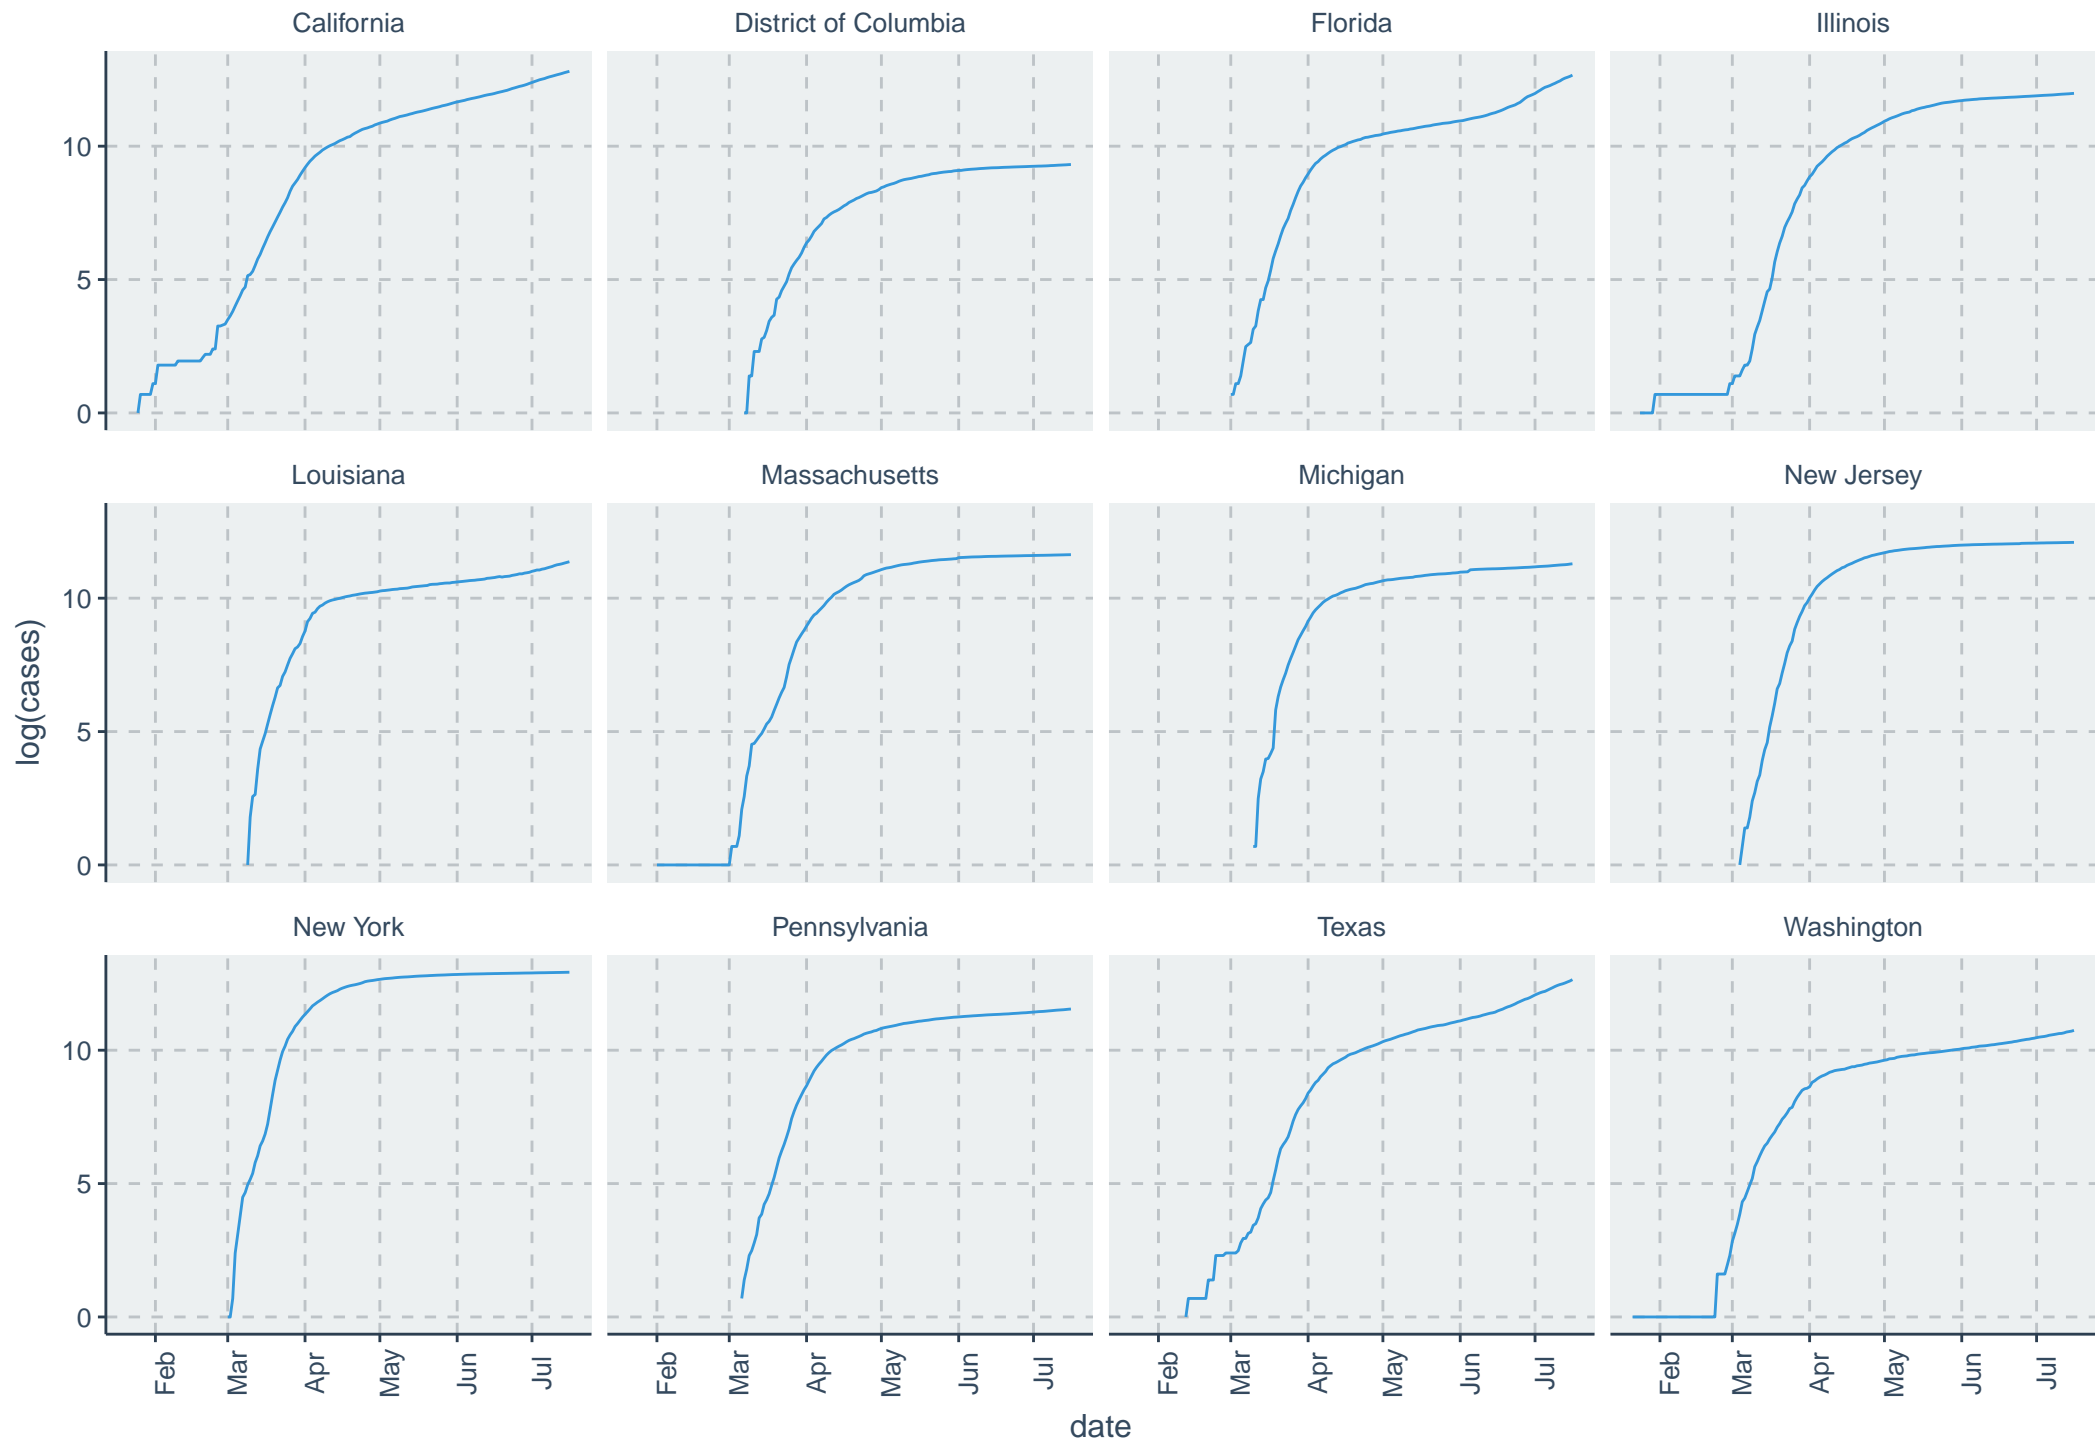 California District of Columbia Florida Illinois
10
5
0
Louisiana Massachusetts Michigan New Jersey
10
5
0
log(cases)
New York Pennsylvania Texas Washington
10
5
0
Feb Mar Apr May Jun Jul Feb Mar Apr May Jun Jul Feb Mar Apr May Jun Jul Feb Mar Apr May Jun Jul
date